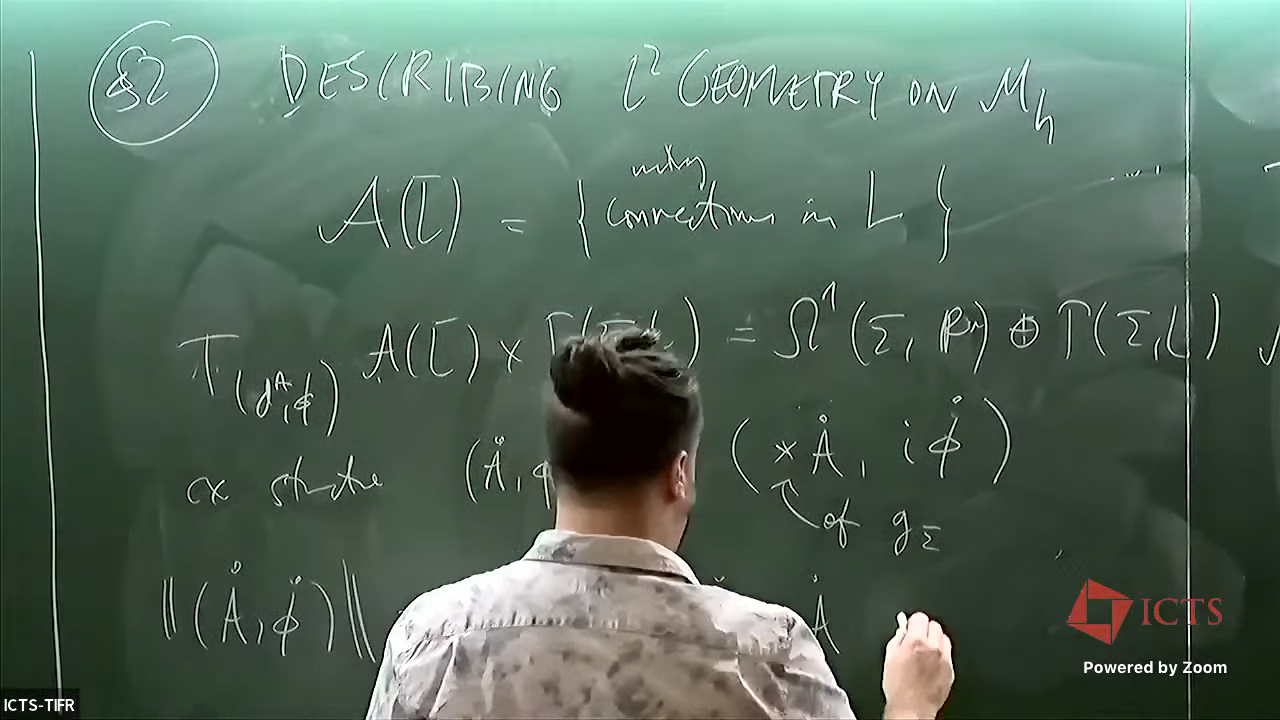 §2 DESCRIBING L² GEOMETRY ON M_h
A(L) = { unitary connections in L }
T_(d^A, φ) A(L) × Γ(Σ, L) = Ω¹(Σ, iℝ) ⊕ Γ(Σ, L)
cx structure (Å, φ (*Å, iφ̊)
of g_Σ
‖(Å, φ̊)‖ Å
ICTS
Powered by Zoom
ICTS-TIFR